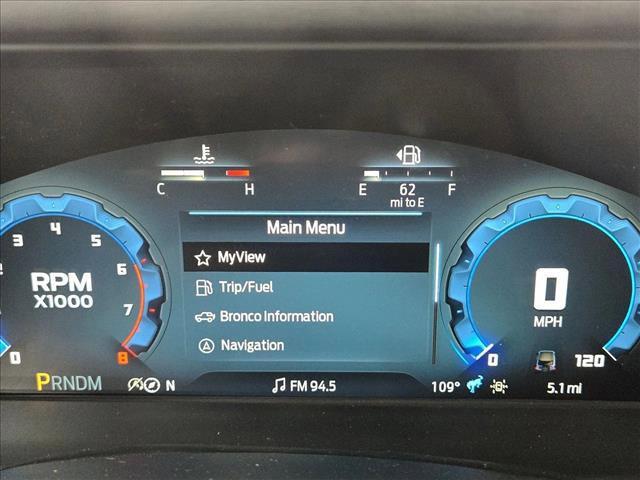 C H
E 62 F
mi to E
Main Menu
MyView
Trip/Fuel
Bronco Information
Navigation
3 4 5 6 7 8
0
RPM
X1000
0
MPH
0 120
PRNDM
N
FM 94.5
109°
5.1 mi